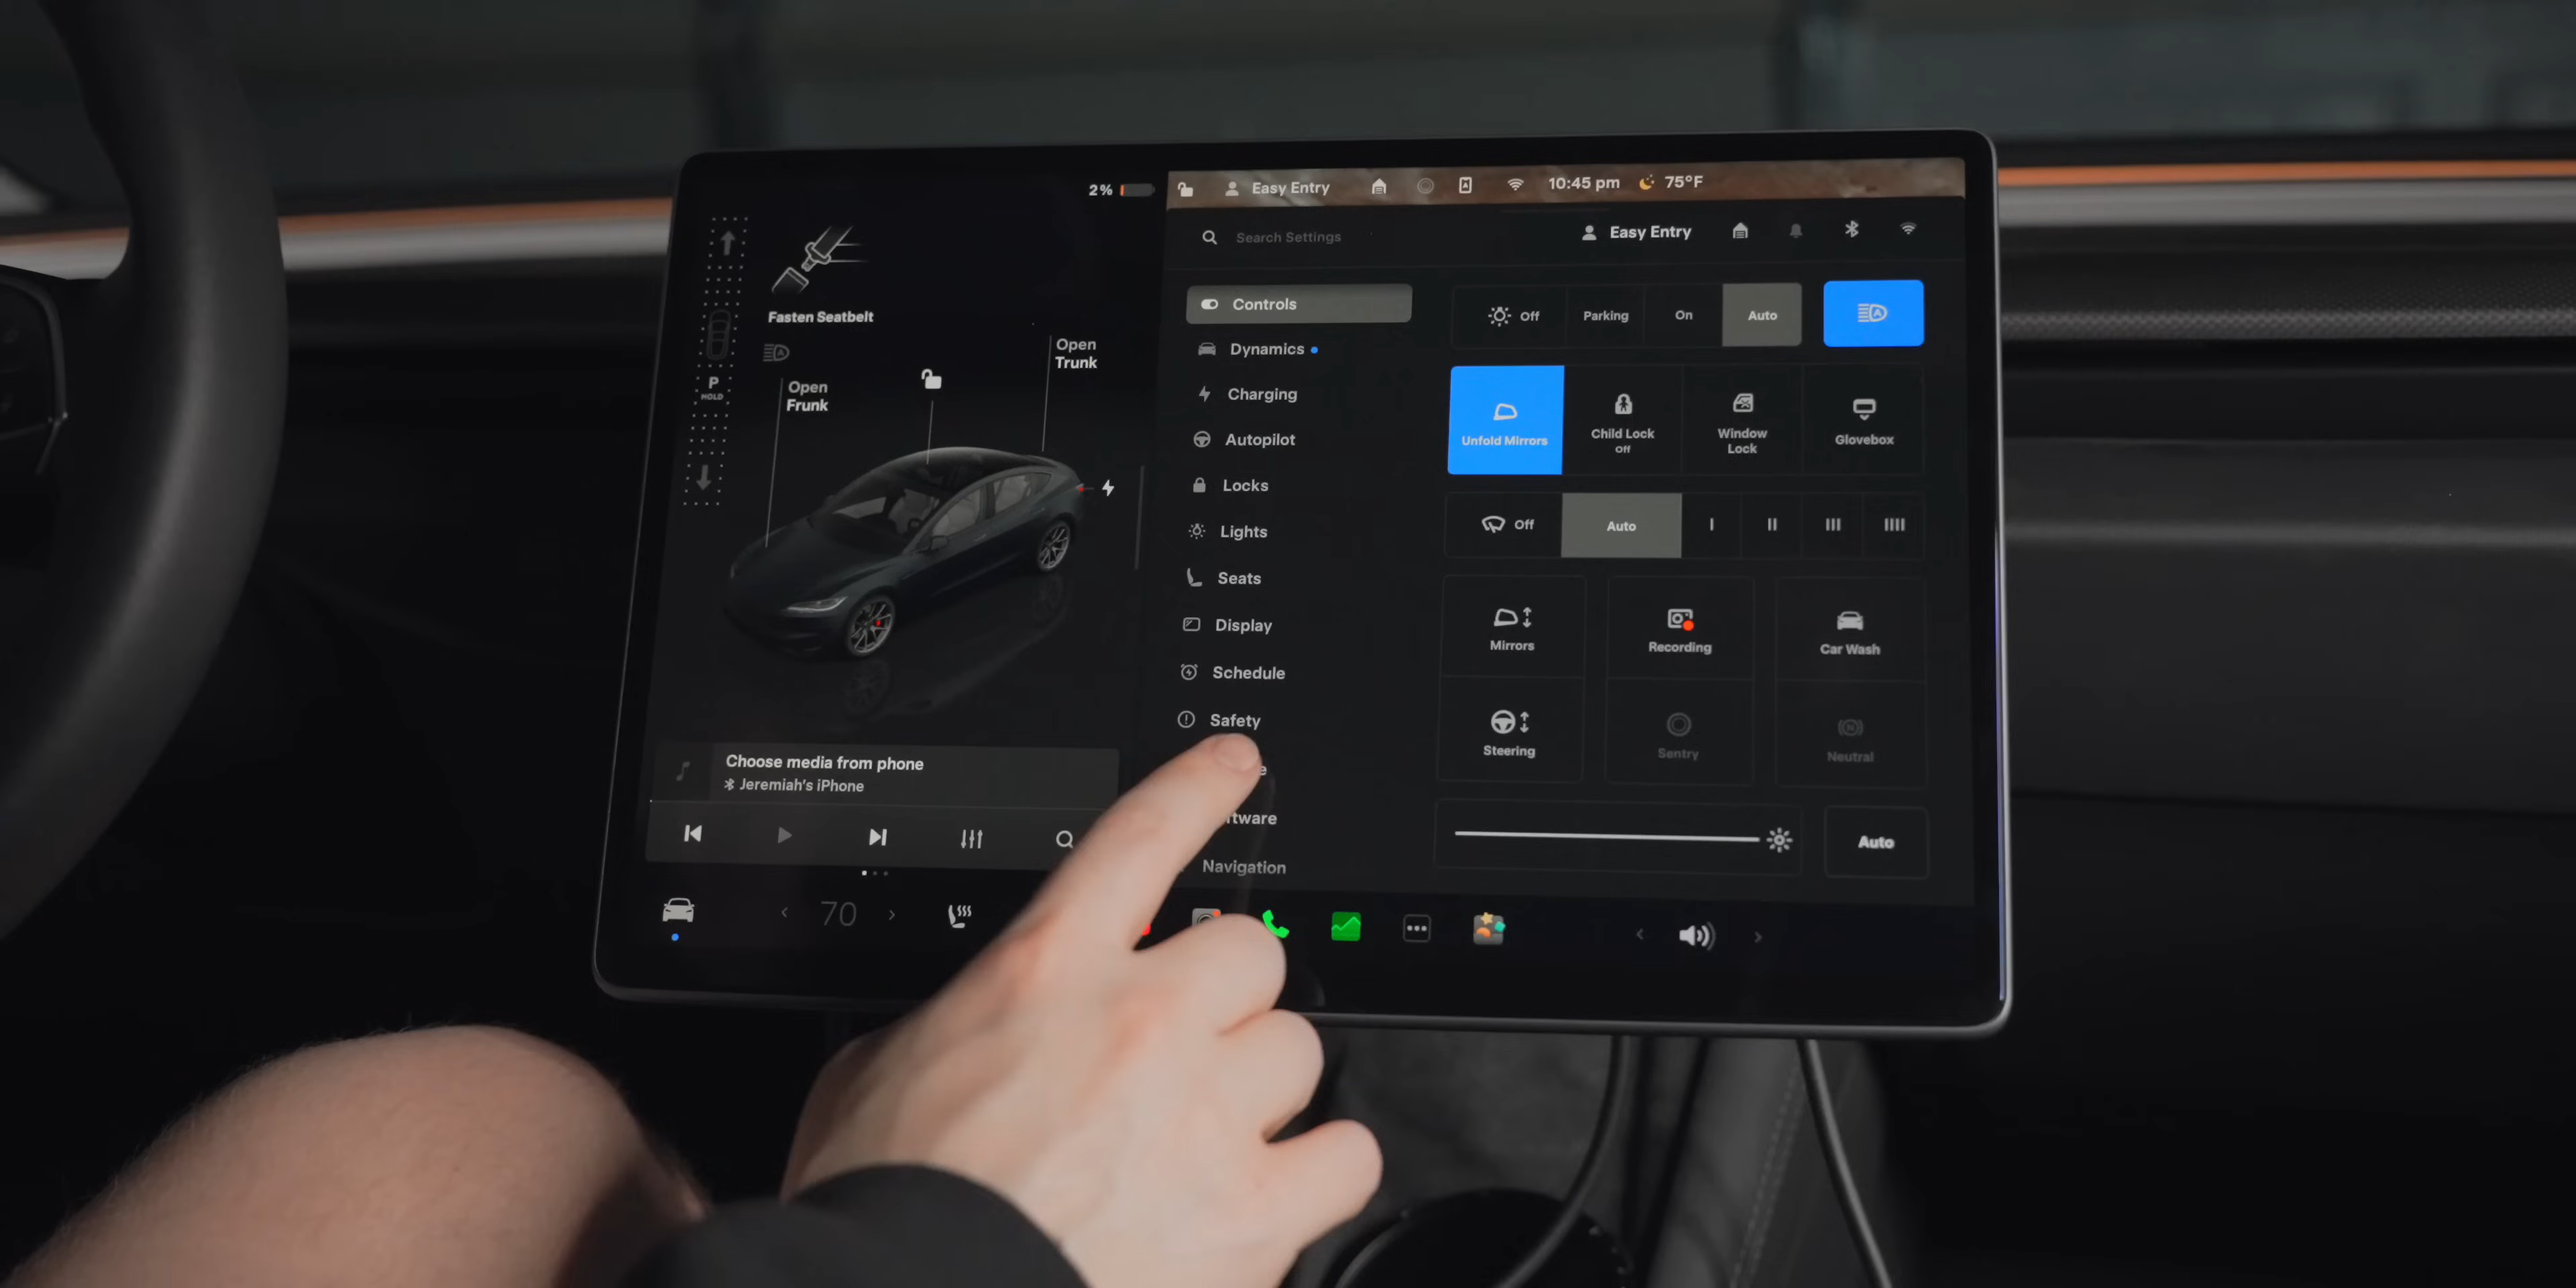 2%
Easy Entry
10:45 pm
75°F
Fasten Seatbelt
P
HOLD
Open
Frunk
Open
Trunk
Choose media from phone
Jeremiah's iPhone
70
Search Settings
Easy Entry
Controls
Dynamics
Charging
Autopilot
Locks
Lights
Seats
Display
Schedule
Safety
Navigation
Off
Parking
On
Auto
Unfold Mirrors
Child Lock
Off
Window
Lock
Glovebox
Off
Auto
I
II
III
IIII
Mirrors
Recording
Car Wash
Steering
Sentry
Neutral
Auto